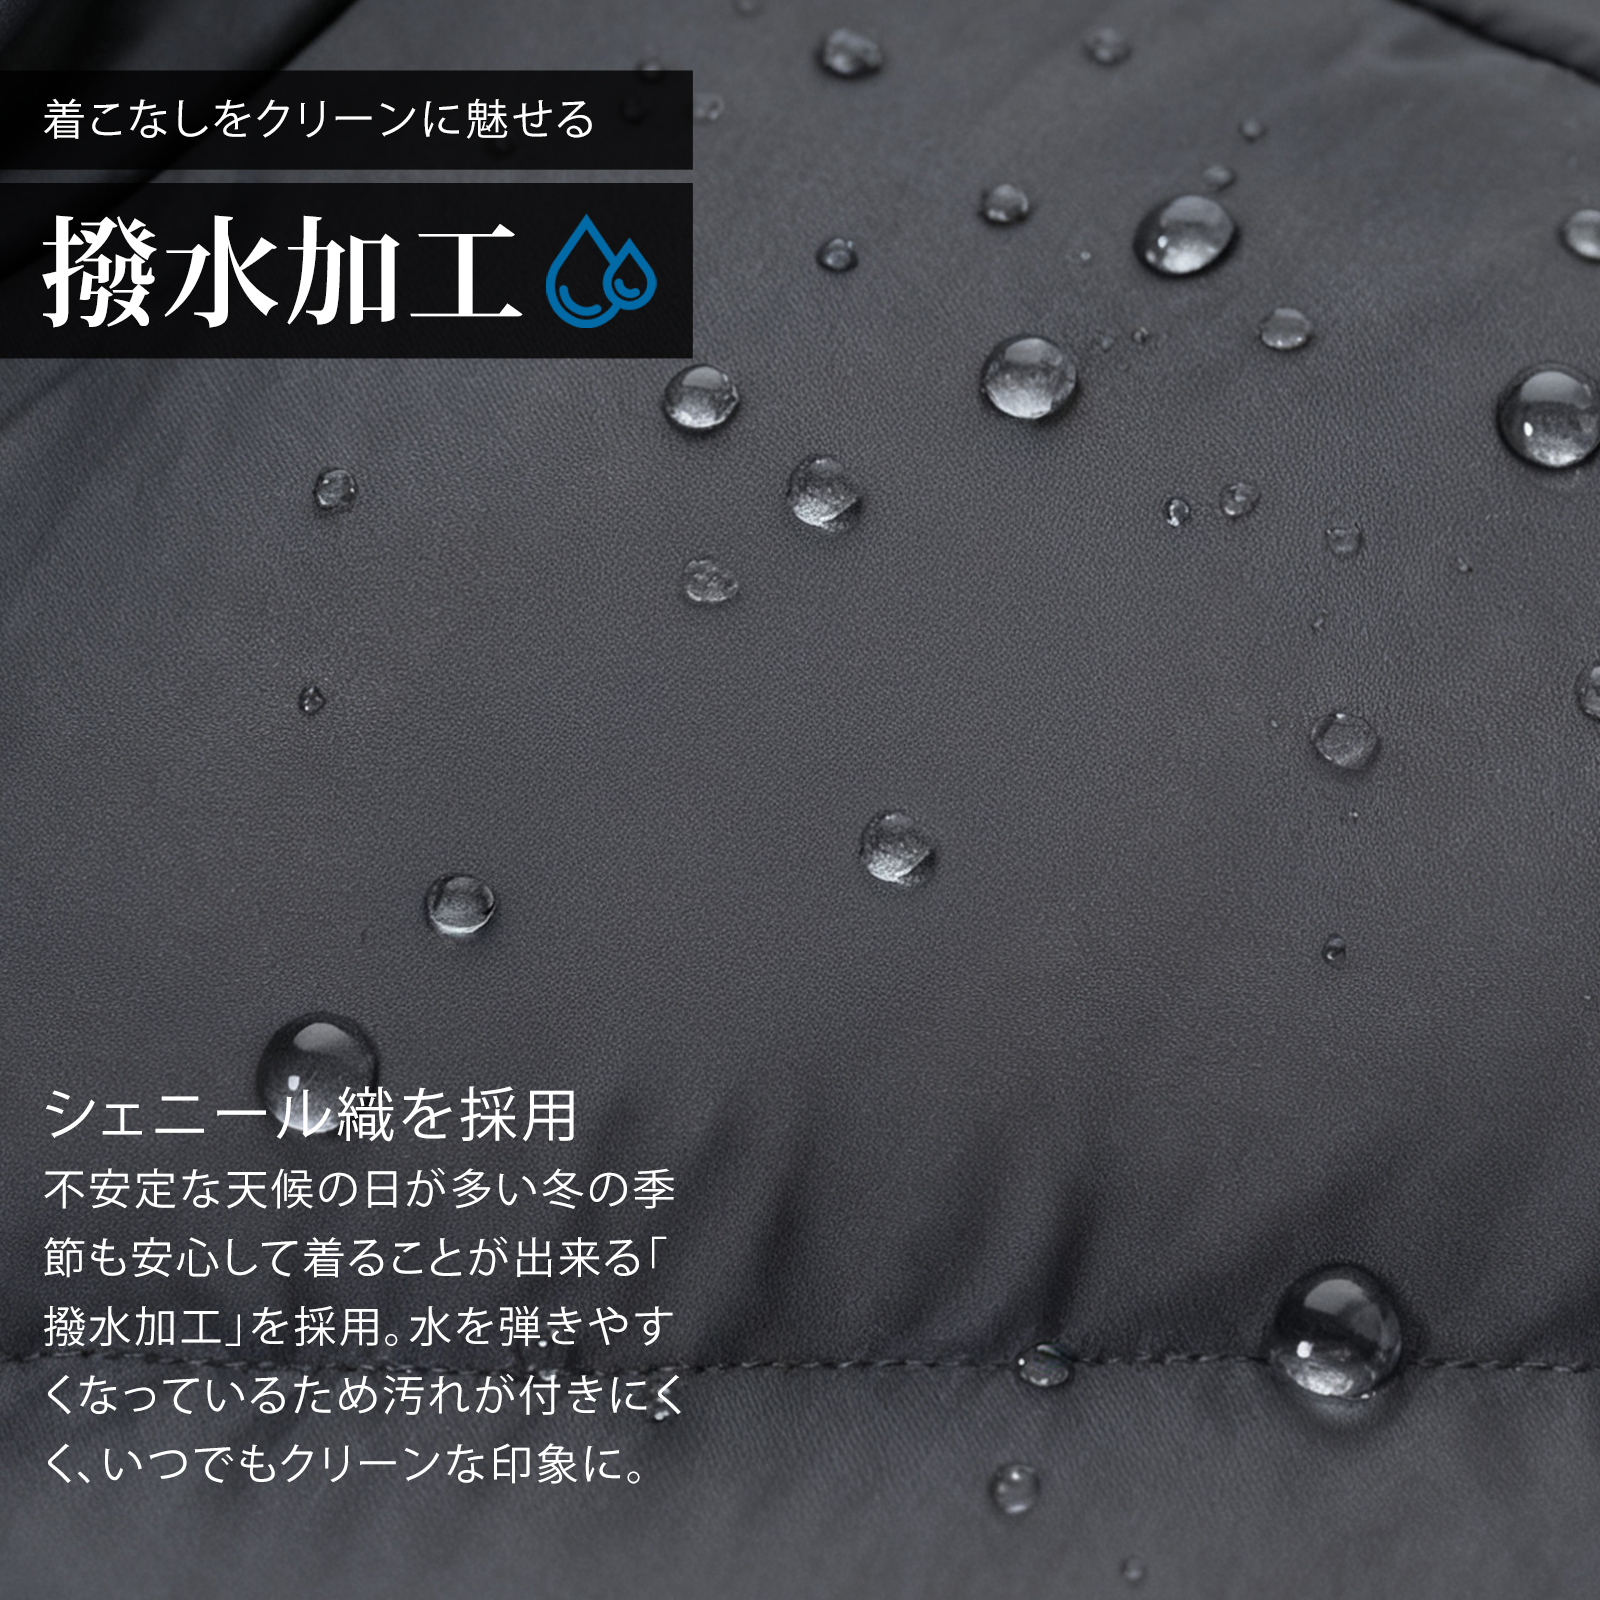 着こなしをクリーンに魅せる
撥水加工
シェニール織を採用
不安定な天候の日が多い冬の季
節も安心して着ることが出来る「
撥水加工」を採用。水を弾きやす
くなっているため汚れが付きにく
く、いつでもクリーンな印象に。